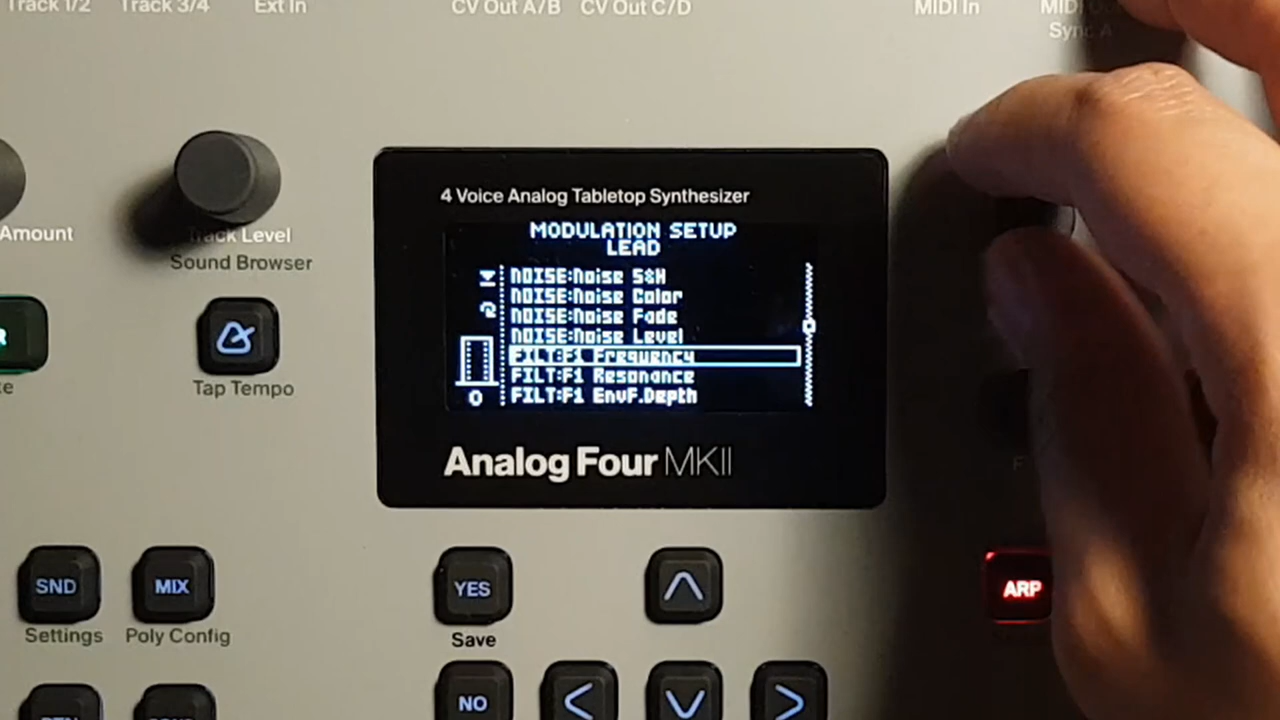 Track 1/2 Track 3/4 Ext In CV Out A/B CV Out C/D MIDI In MIDI
Sync A
4 Voice Analog Tabletop Synthesizer
Amount
Track Level
Sound Browser
MODULATION SETUP
LEAD
NOISE:Noise S&H
NOISE:Noise Color
NOISE:Noise Fade
NOISE:Noise Level
FILT:F1 Frequency
FILT:F1 Resonance
FILT:F1 EnvF.Depth
0
Tap Tempo
Analog Four MKII
SND MIX YES ARP
Settings Poly Config Save
NO